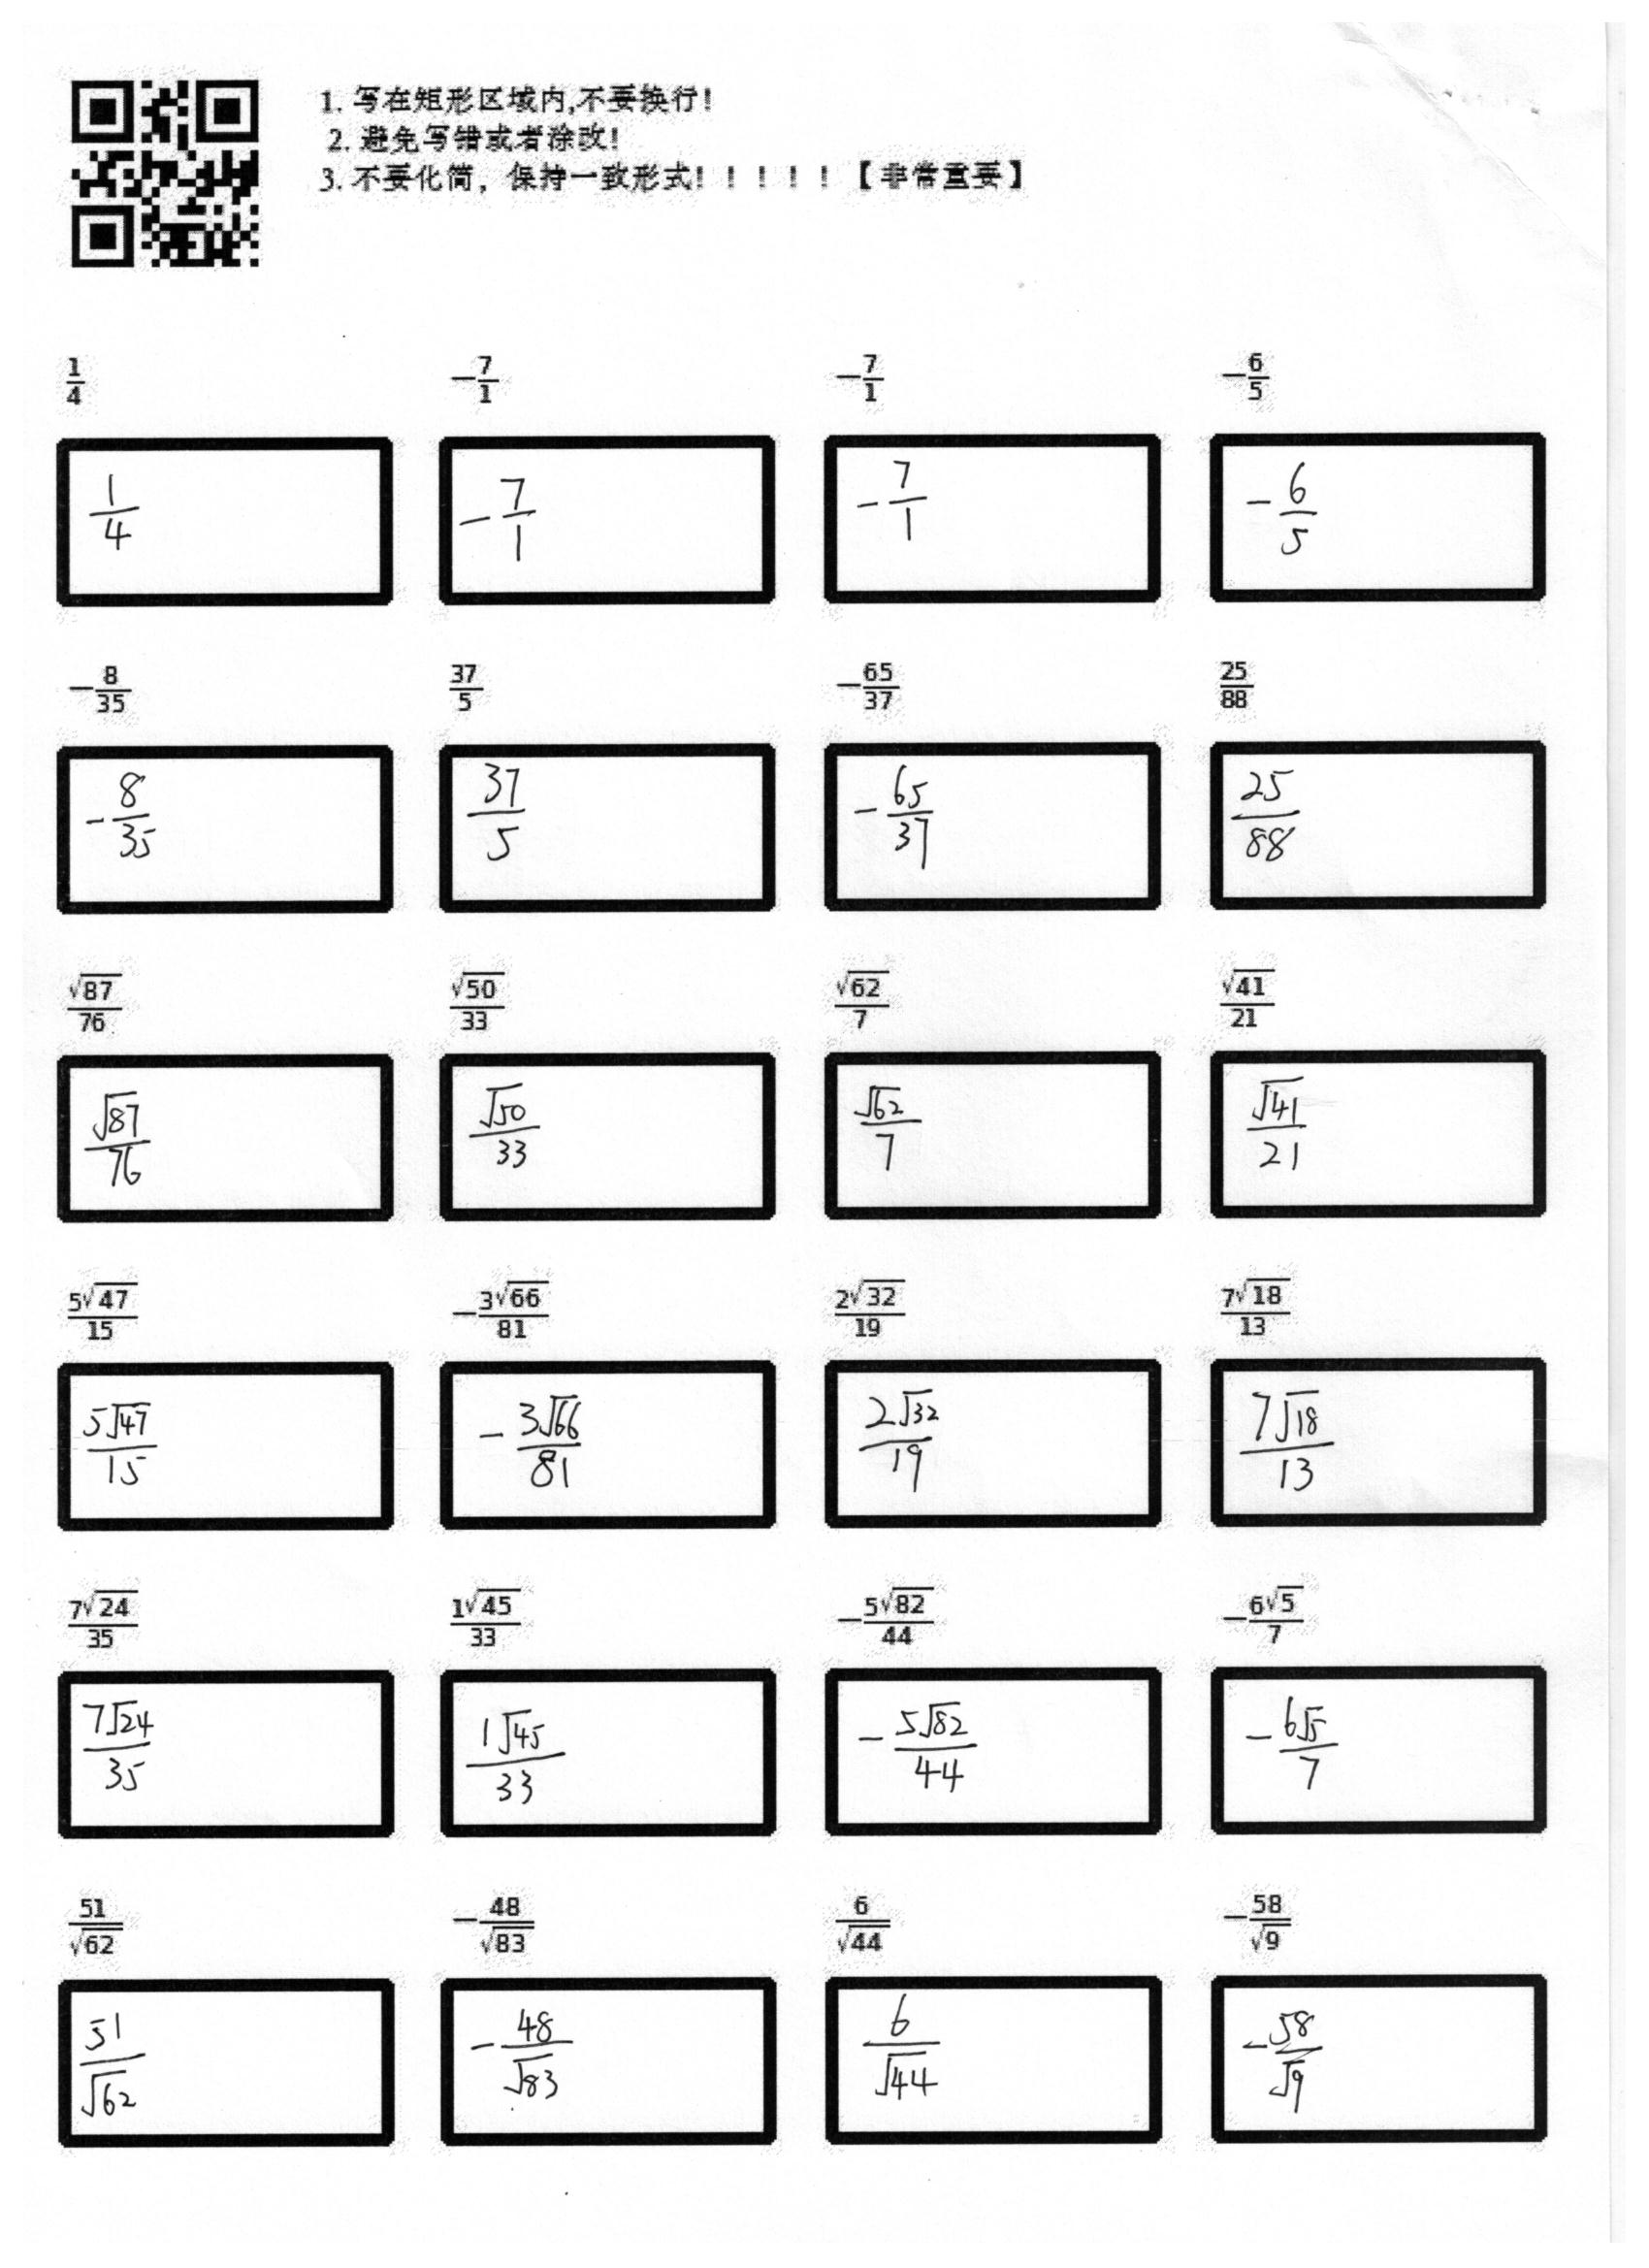 1. 写在矩形区域内,不要换行!
2. 避免写错或者涂改!
3. 不要化简，保持一致形式！！！！！【非常重要】
\frac{1}{4} -\frac{7}{1} -\frac{7}{1} -\frac{6}{5}
\frac{1}{4} -\frac{7}{1} -\frac{7}{1} -\frac{6}{5}
-\frac{8}{35} \frac{37}{5} -\frac{65}{37} \frac{25}{88}
-\frac{8}{35} \frac{37}{5} -\frac{65}{37} \frac{25}{88}
\frac{\sqrt{87}}{76} \frac{\sqrt{50}}{33} \frac{\sqrt{62}}{7} \frac{\sqrt{41}}{21}
\frac{\sqrt{87}}{76} \frac{\sqrt{50}}{33} \frac{\sqrt{62}}{7} \frac{\sqrt{41}}{21}
\frac{5\sqrt{47}}{15} -\frac{3\sqrt{66}}{81} \frac{2\sqrt{32}}{19} \frac{7\sqrt{18}}{13}
\frac{5\sqrt{47}}{15} -\frac{3\sqrt{66}}{81} \frac{2\sqrt{32}}{19} \frac{7\sqrt{18}}{13}
\frac{7\sqrt{24}}{35} \frac{1\sqrt{45}}{33} -\frac{5\sqrt{82}}{44} -\frac{6\sqrt{5}}{7}
\frac{7\sqrt{24}}{35} \frac{1\sqrt{45}}{33} -\frac{5\sqrt{82}}{44} -\frac{6\sqrt{5}}{7}
\frac{51}{\sqrt{62}} -\frac{48}{\sqrt{83}} \frac{6}{\sqrt{44}} -\frac{58}{\sqrt{9}}
\frac{51}{\sqrt{62}} -\frac{48}{\sqrt{83}} \frac{6}{\sqrt{44}} -\frac{58}{\sqrt{9}}